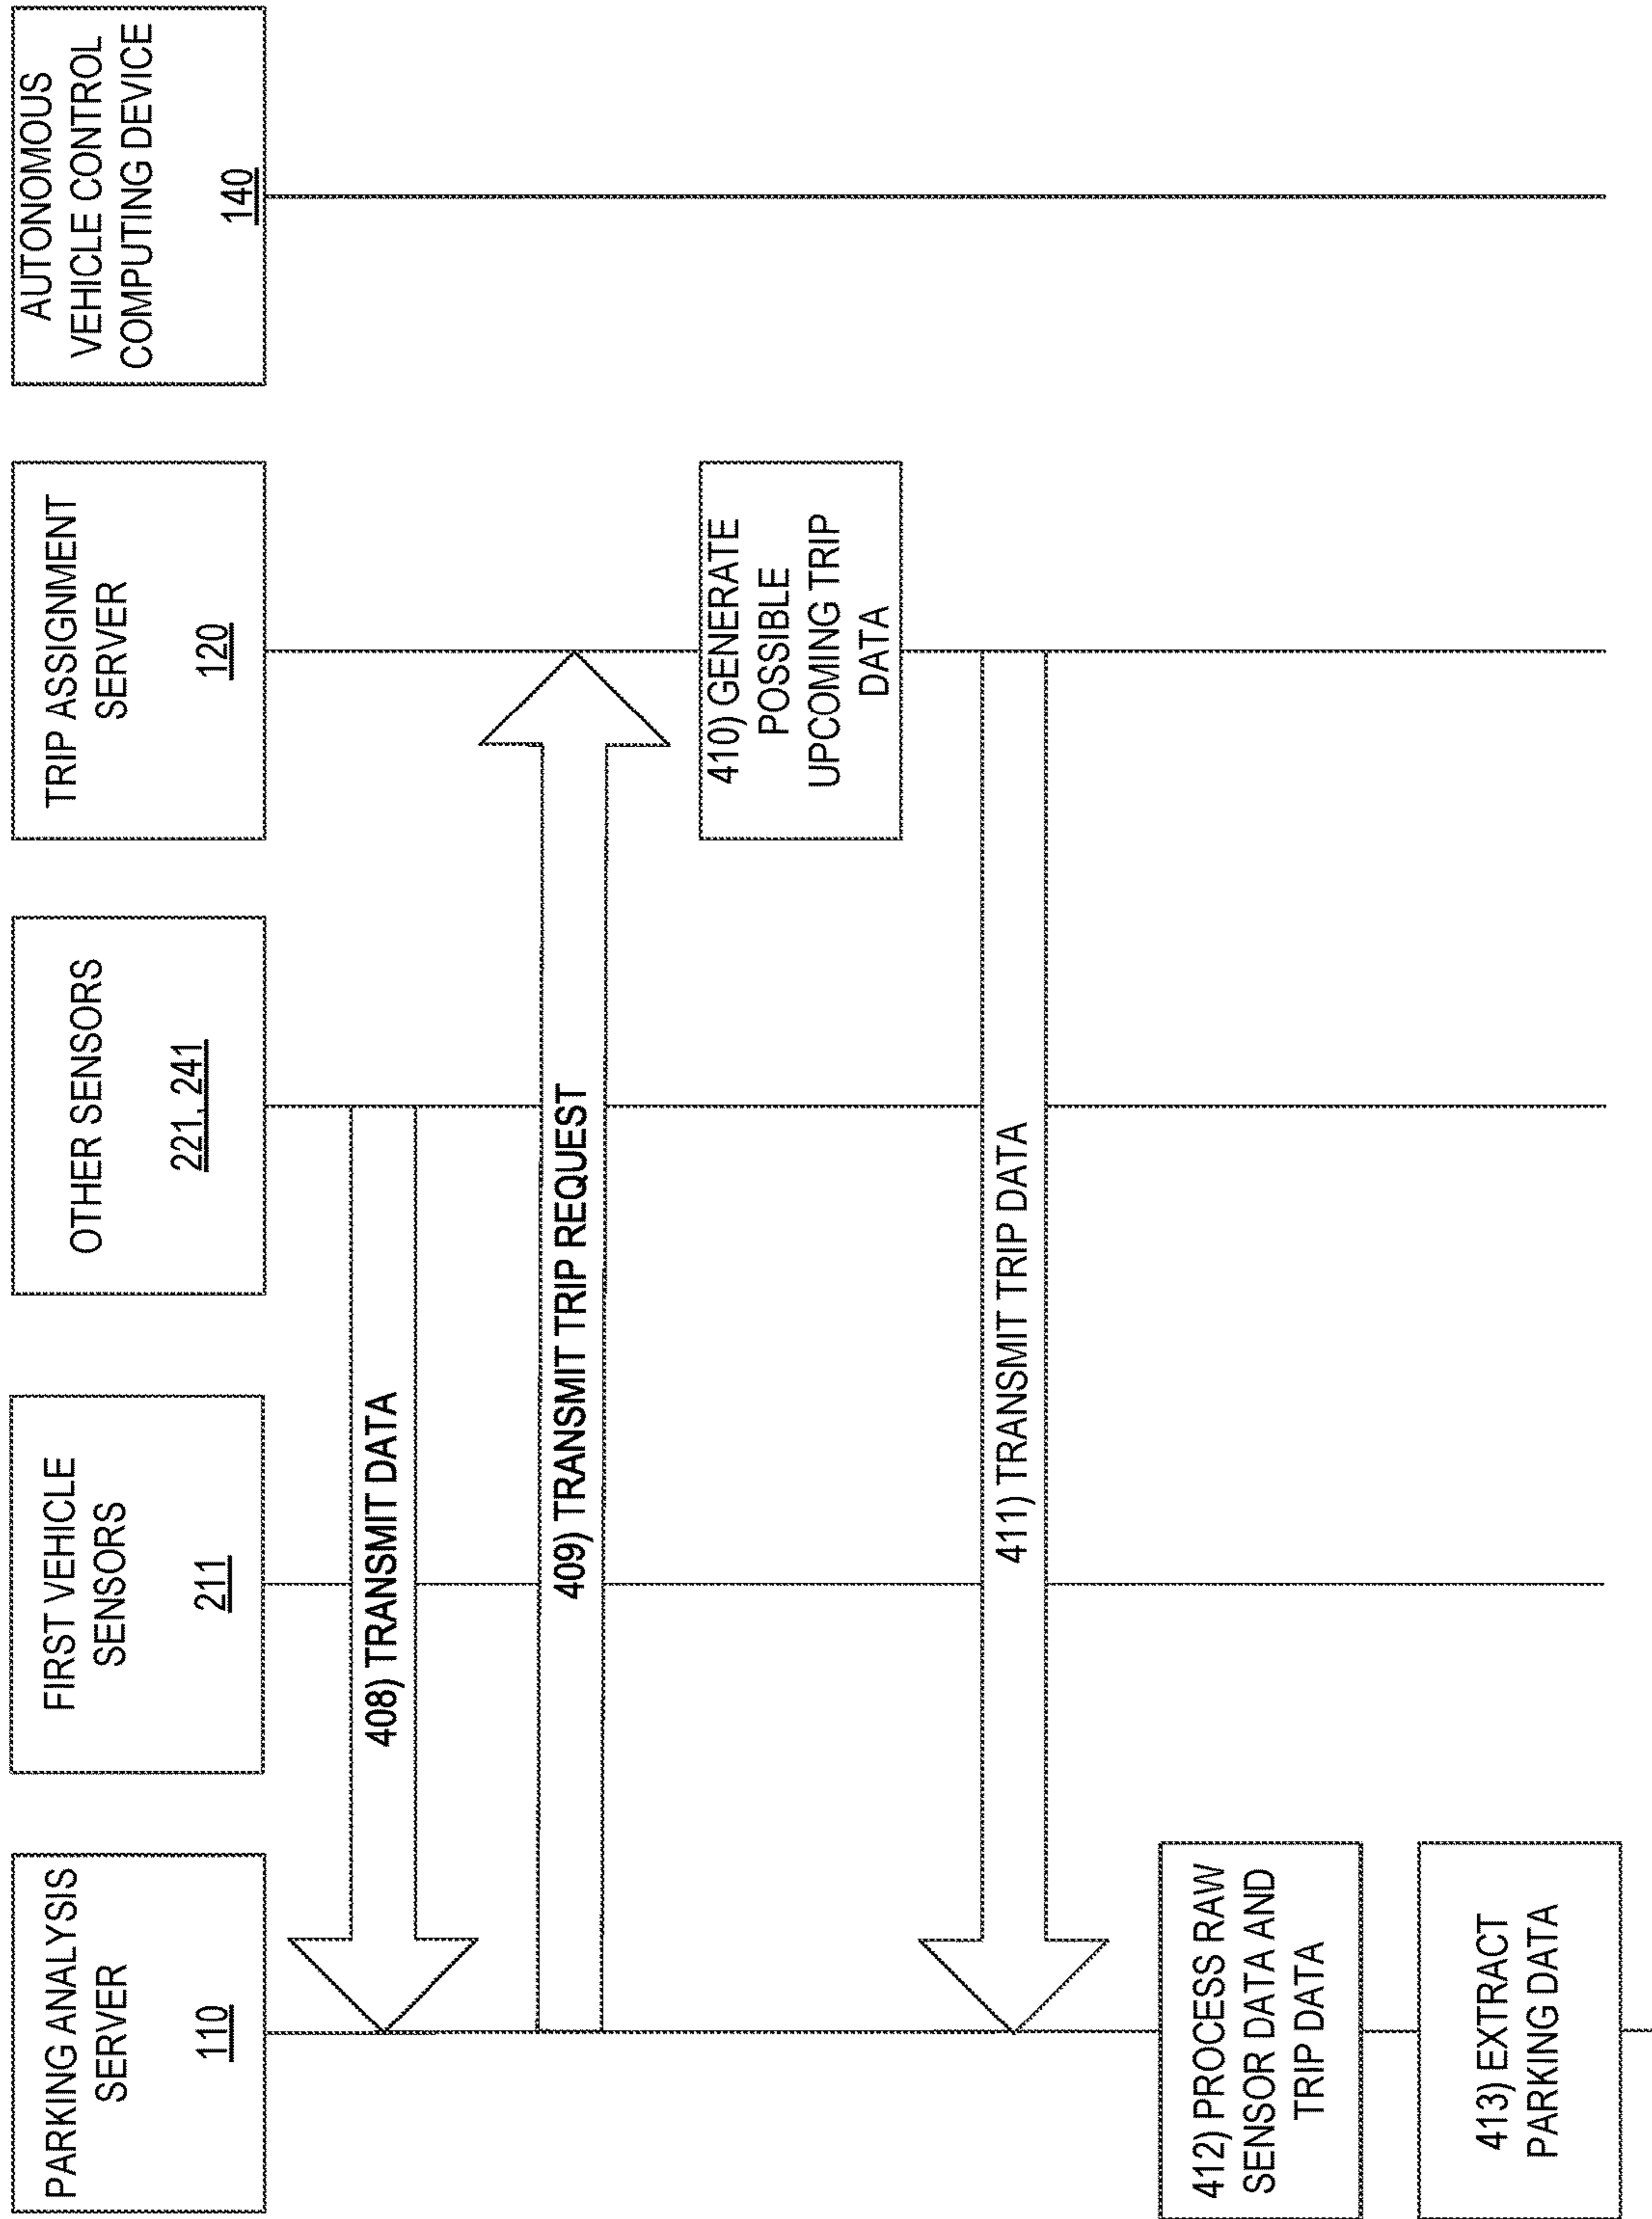 PARKING ANALYSIS
SERVER
110
FIRST VEHICLE
SENSORS
211
OTHER SENSORS
221, 241
TRIP ASSIGNMENT
SERVER
120
AUTONOMOUS
VEHICLE CONTROL
COMPUTING DEVICE
140
408) TRANSMIT DATA
409) TRANSMIT TRIP REQUEST
410) GENERATE
POSSIBLE
UPCOMING TRIP
DATA
411) TRANSMIT TRIP DATA
412) PROCESS RAW
SENSOR DATA AND
TRIP DATA
413) EXTRACT
PARKING DATA